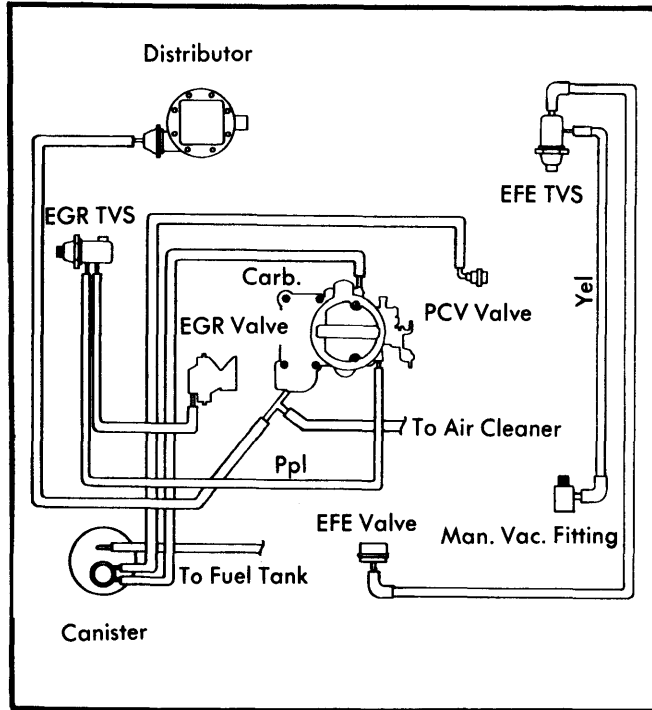 Distributor
EGR TVS
EFE TVS
Carb.
EGR Valve
PCV Valve
Yel
To Air Cleaner
Ppl
EFE Valve
Man. Vac. Fitting
To Fuel Tank
Canister